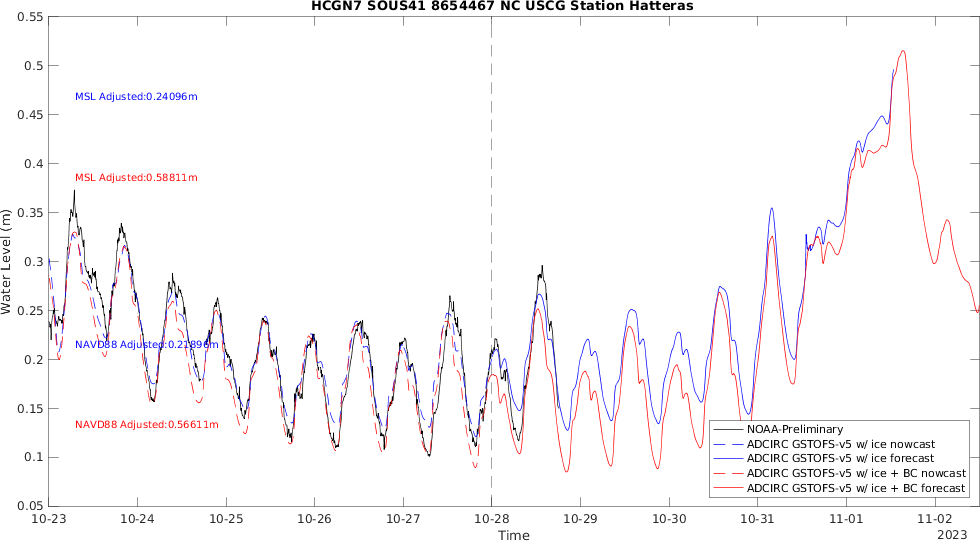 HCGN7 SOUS41 8654467 NC USCG Station Hatteras
0.55
0.5
0.45
0.4
0.35
0.3
0.25
0.2
0.15
0.1
0.05
Water Level (m)
MSL Adjusted:0.24096m
MSL Adjusted:0.58811m
NAVD88 Adjusted:0.21896m
NAVD88 Adjusted:0.56611m
NOAA-Preliminary
ADCIRC GSTOFS-v5 w/ ice nowcast
ADCIRC GSTOFS-v5 w/ ice forecast
ADCIRC GSTOFS-v5 w/ ice + BC nowcast
ADCIRC GSTOFS-v5 w/ ice + BC forecast
10-23 10-24 10-25 10-26 10-27 10-28 10-29 10-30 10-31 11-01 11-02
Time
2023